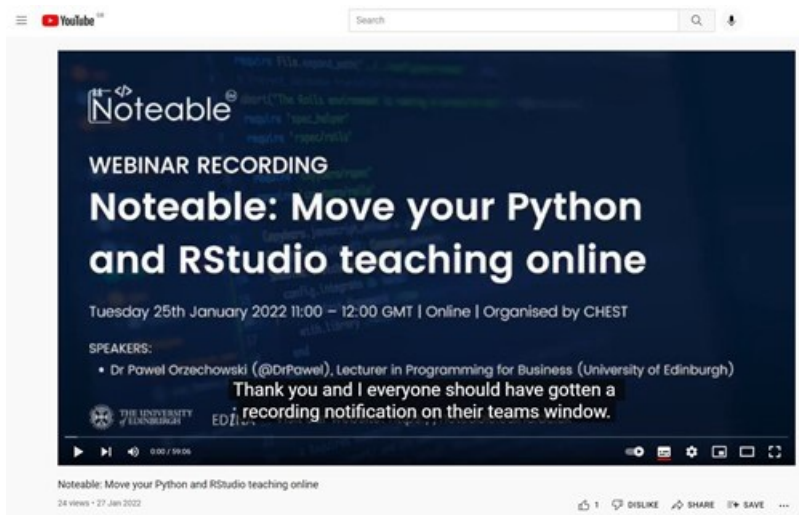 YouTube GB
Search
Noteable
WEBINAR RECORDING
Noteable: Move your Python
and RStudio teaching online
Tuesday 25th January 2022 11:00 – 12:00 GMT | Online | Organised by CHEST
SPEAKERS:
• Dr Pawel Orzechowski (@DrPawel), Lecturer in Programming for Business (University of Edinburgh)
Thank you and I everyone should have gotten a
recording notification on their teams window.
THE UNIVERSITY
of EDINBURGH
0:00 / 59:06
Noteable: Move your Python and RStudio teaching online
24 views • 27 Jan 2022
1 DISLIKE SHARE SAVE ...